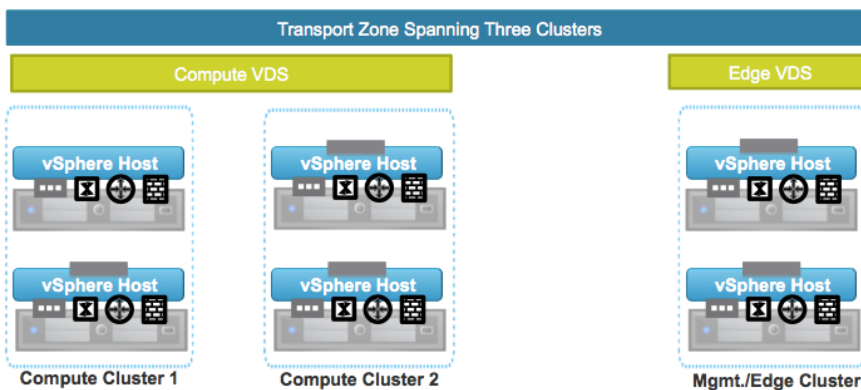 Transport Zone Spanning Three Clusters
Compute VDS
Edge VDS
vSphere Host
vSphere Host
vSphere Host
vSphere Host
vSphere Host
vSphere Host
Compute Cluster 1
Compute Cluster 2
Mgmt./Edge Cluster